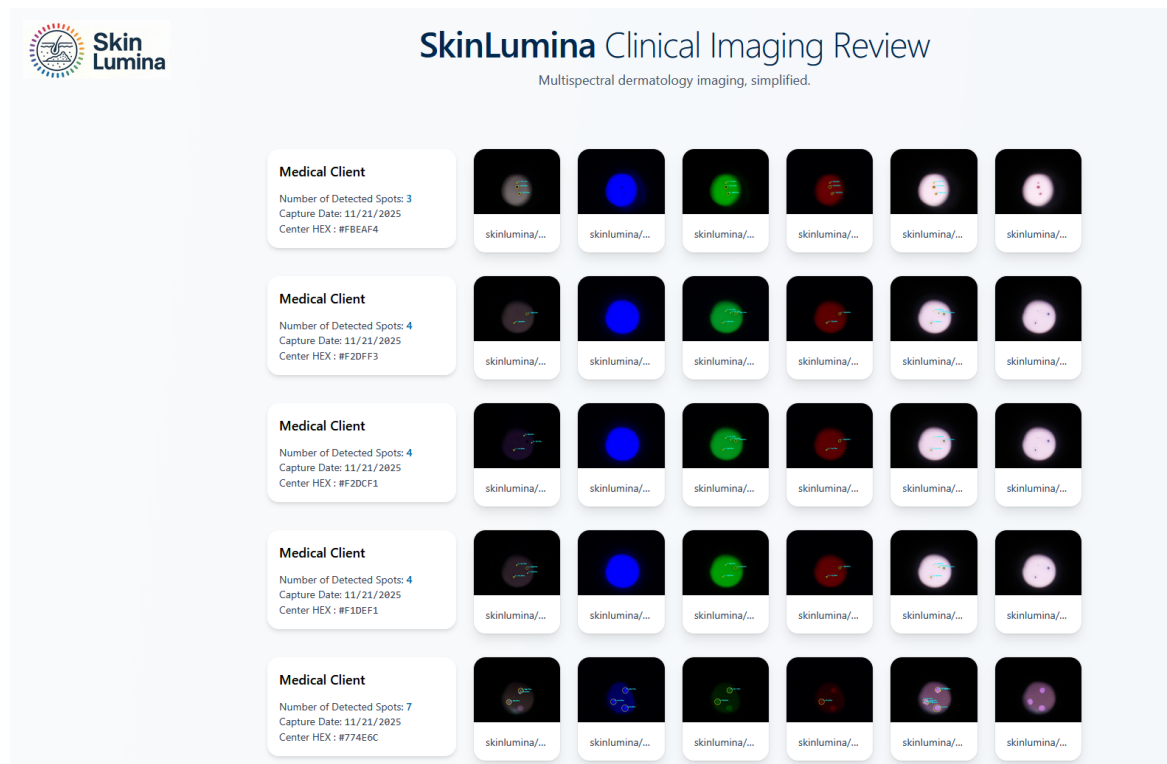 Skin
Lumina
SkinLumina Clinical Imaging Review
Multispectral dermatology imaging, simplified.
Medical Client
Number of Detected Spots: 3
Capture Date: 11/21/2025
Center HEX : #FBEAF4
skinlumina/... skinlumina/... skinlumina/... skinlumina/... skinlumina/... skinlumina/...
Medical Client
Number of Detected Spots: 4
Capture Date: 11/21/2025
Center HEX : #F2DFF3
skinlumina/... skinlumina/... skinlumina/... skinlumina/... skinlumina/... skinlumina/...
Medical Client
Number of Detected Spots: 4
Capture Date: 11/21/2025
Center HEX : #F2DCF1
skinlumina/... skinlumina/... skinlumina/... skinlumina/... skinlumina/... skinlumina/...
Medical Client
Number of Detected Spots: 4
Capture Date: 11/21/2025
Center HEX : #F1DEF1
skinlumina/... skinlumina/... skinlumina/... skinlumina/... skinlumina/... skinlumina/...
Medical Client
Number of Detected Spots: 7
Capture Date: 11/21/2025
Center HEX : #774E6C
skinlumina/... skinlumina/... skinlumina/... skinlumina/... skinlumina/... skinlumina/...